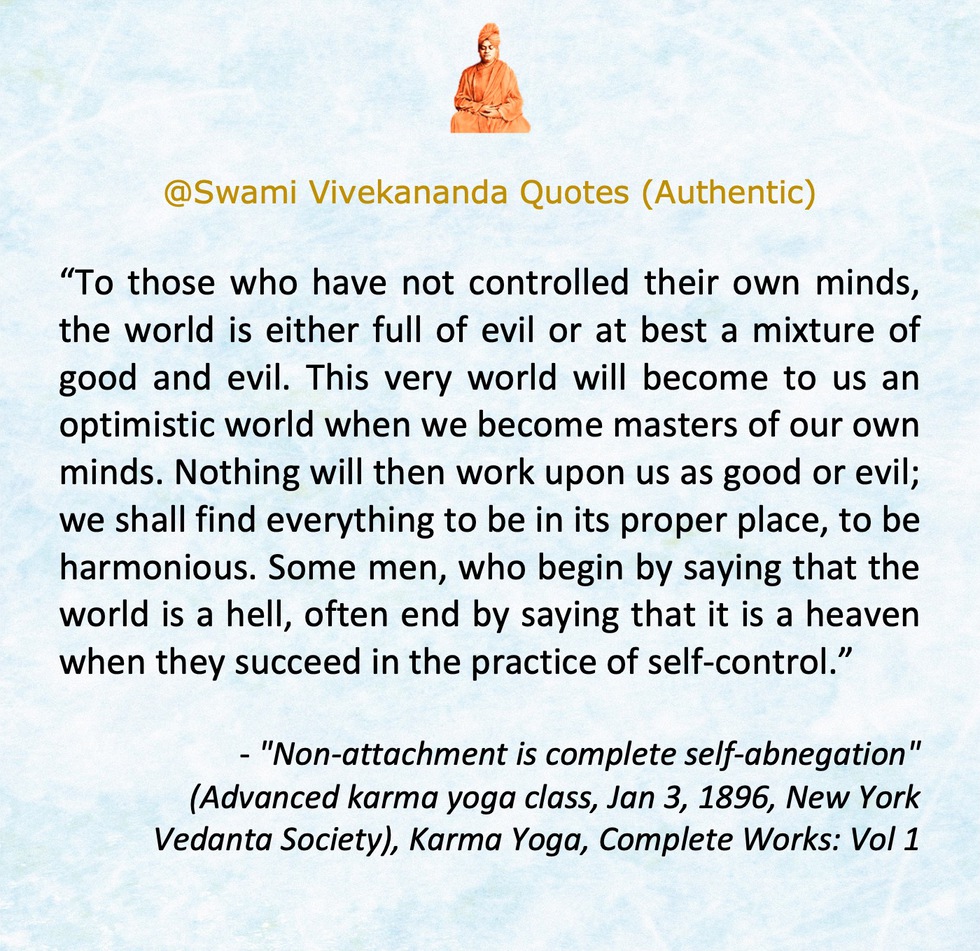 @Swami Vivekananda Quotes (Authentic)
“To those who have not controlled their own minds,
the world is either full of evil or at best a mixture of
good and evil. This very world will become to us an
optimistic world when we become masters of our own
minds. Nothing will then work upon us as good or evil;
we shall find everything to be in its proper place, to be
harmonious. Some men, who begin by saying that the
world is a hell, often end by saying that it is a heaven
when they succeed in the practice of self-control.”
- "Non-attachment is complete self-abnegation"
(Advanced karma yoga class, Jan 3, 1896, New York
Vedanta Society), Karma Yoga, Complete Works: Vol 1